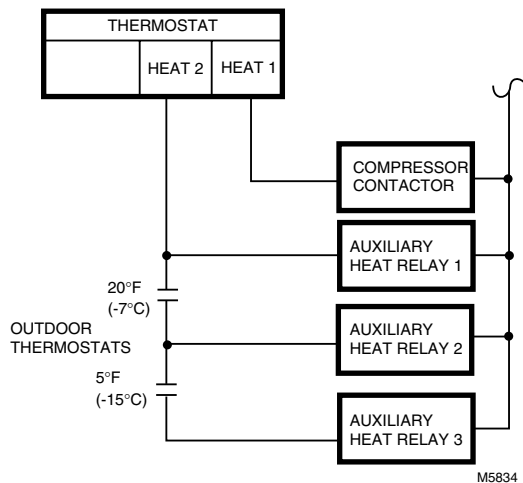 THERMOSTAT
HEAT 2
HEAT 1
COMPRESSOR
CONTACTOR
AUXILIARY
HEAT RELAY 1
20°F
(-7°C)
OUTDOOR
THERMOSTATS
AUXILIARY
HEAT RELAY 2
5°F
(-15°C)
AUXILIARY
HEAT RELAY 3
M5834